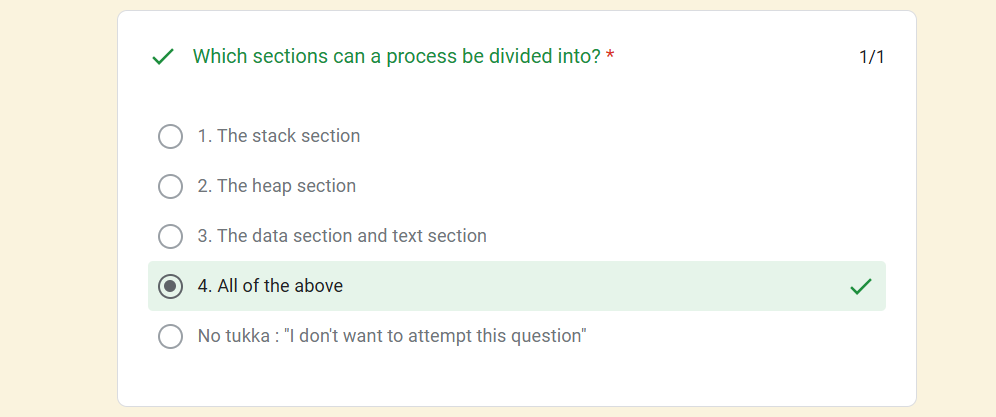 Which sections can a process be divided into? *
1/1
1. The stack section
2. The heap section
3. The data section and text section
4. All of the above
No tukka : "I don't want to attempt this question"